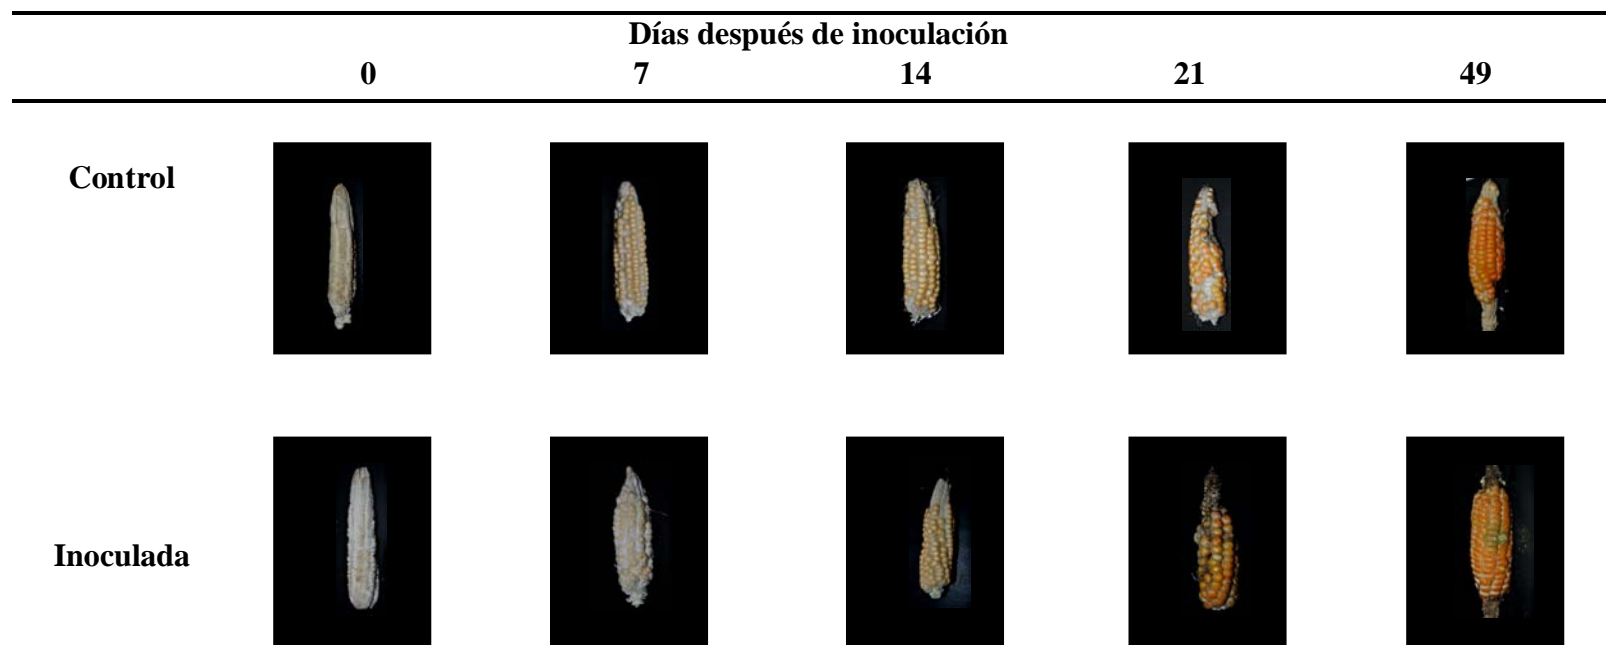 Días después de inoculación
0 7 14 21 49
Control
Inoculada